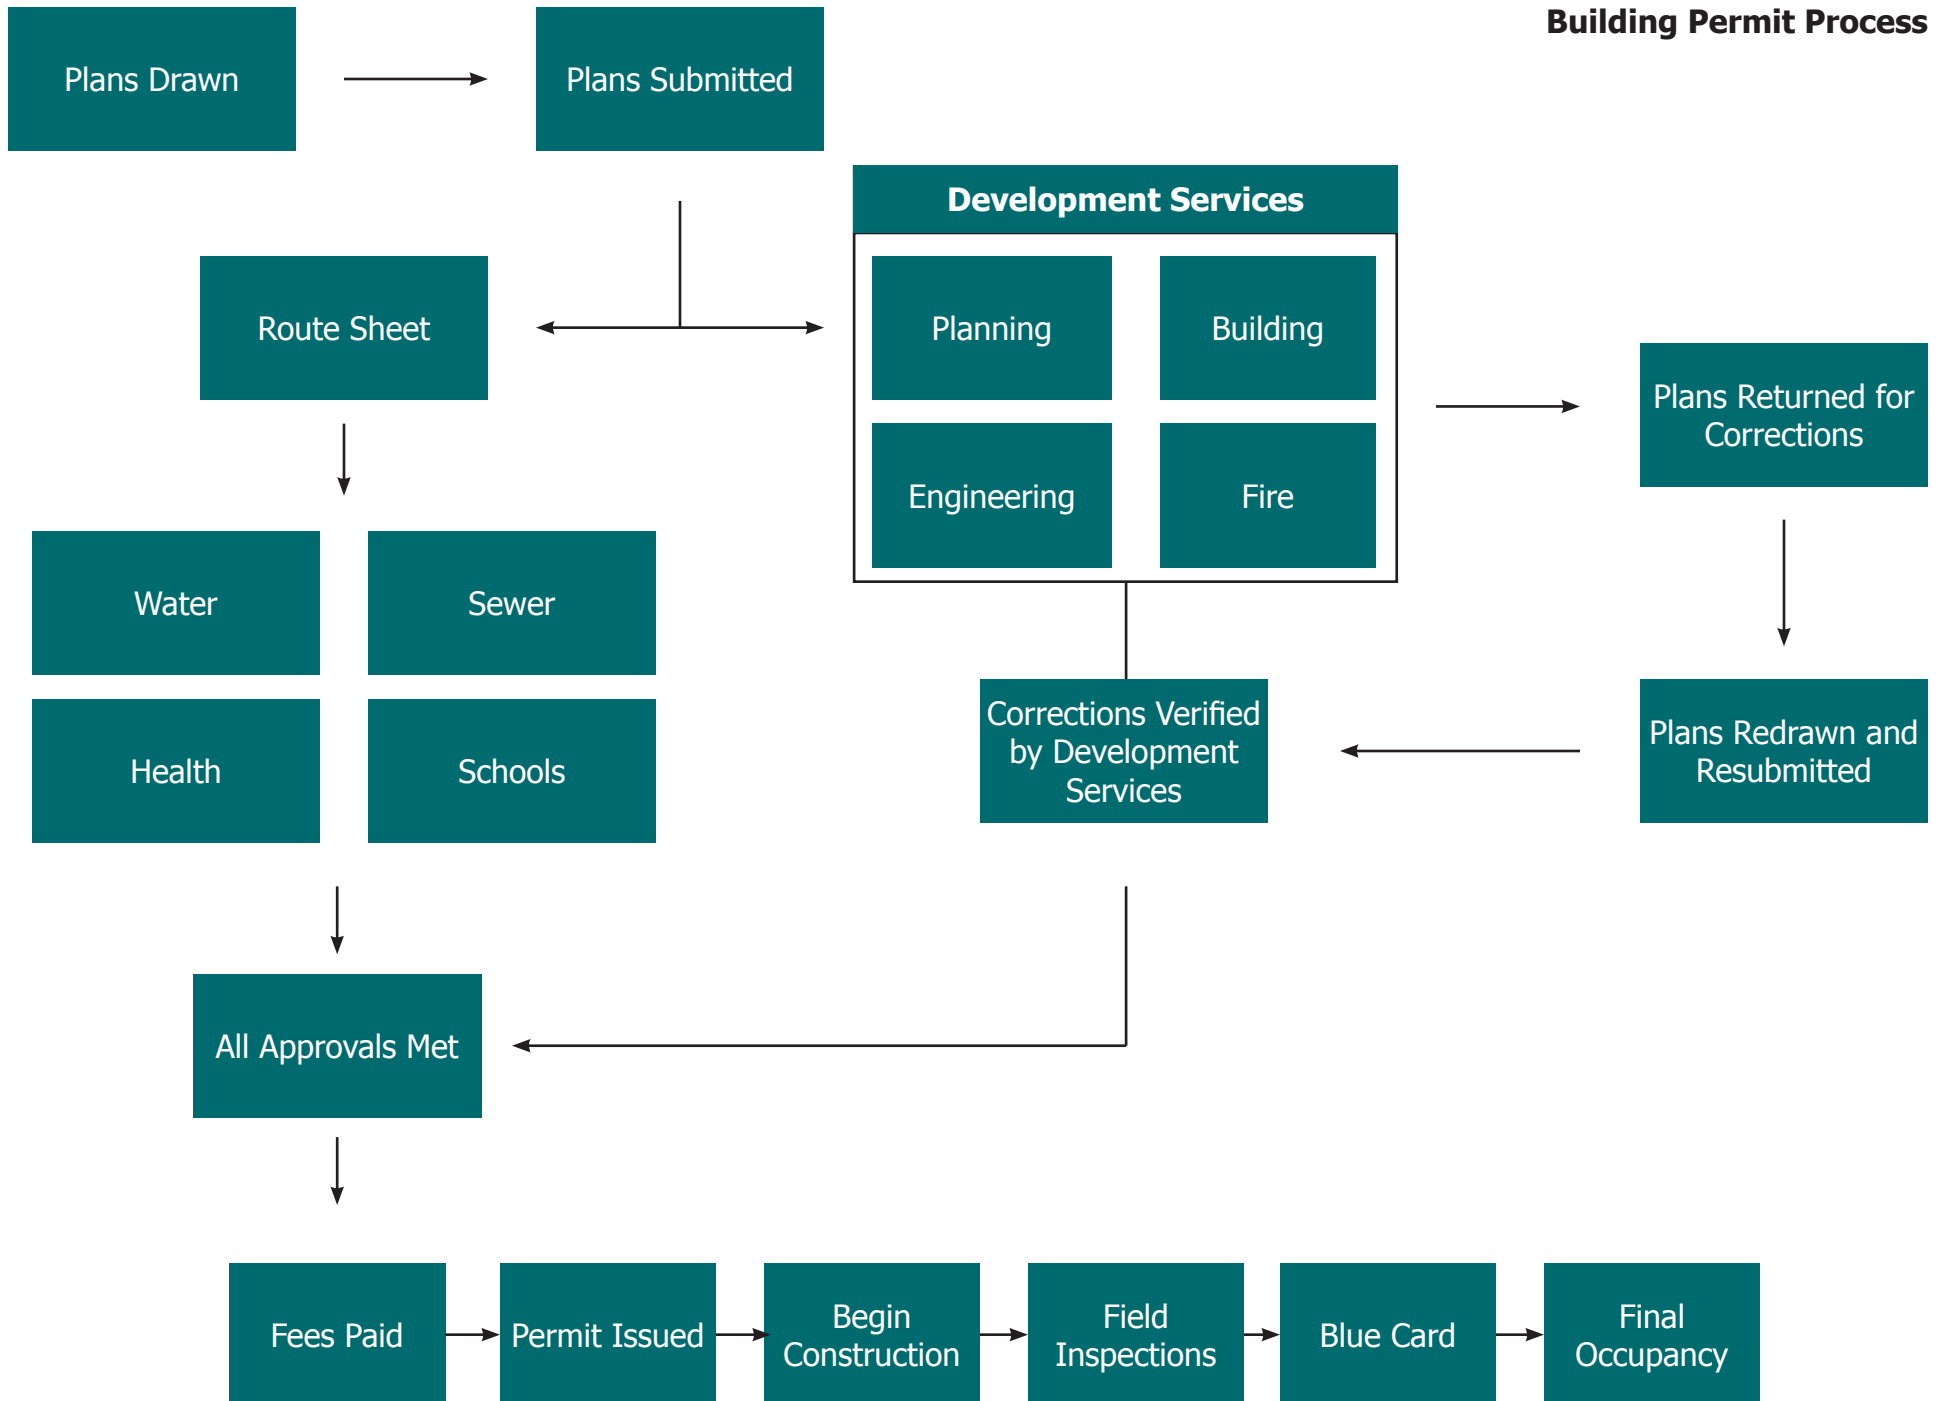 Building Permit Process
Plans Drawn
Plans Submitted
Development Services
Route Sheet
Planning
Building
Engineering
Fire
Plans Returned for
Corrections
Water
Sewer
Health
Schools
Corrections Verified
by Development
Services
Plans Redrawn and
Resubmitted
All Approvals Met
Fees Paid
Permit Issued
Begin
Construction
Field
Inspections
Blue Card
Final
Occupancy